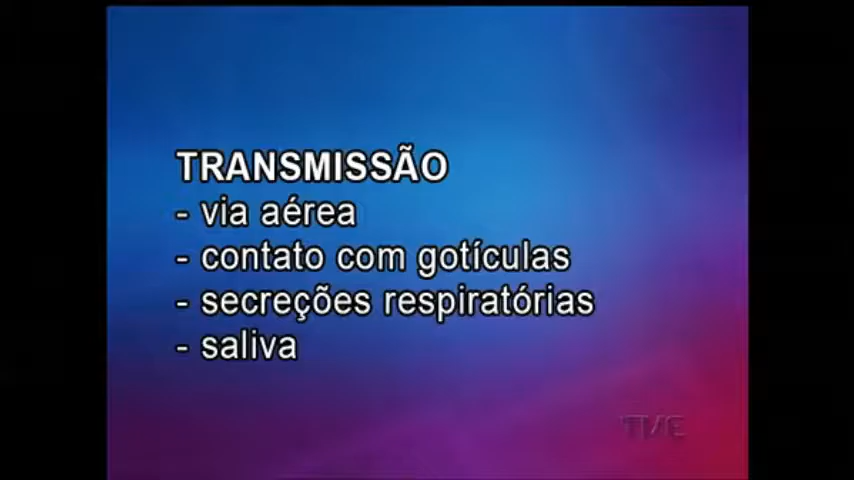 TRANSMISSÃO
- via aérea
- contato com gotículas
- secreções respiratórias
- saliva
TVE